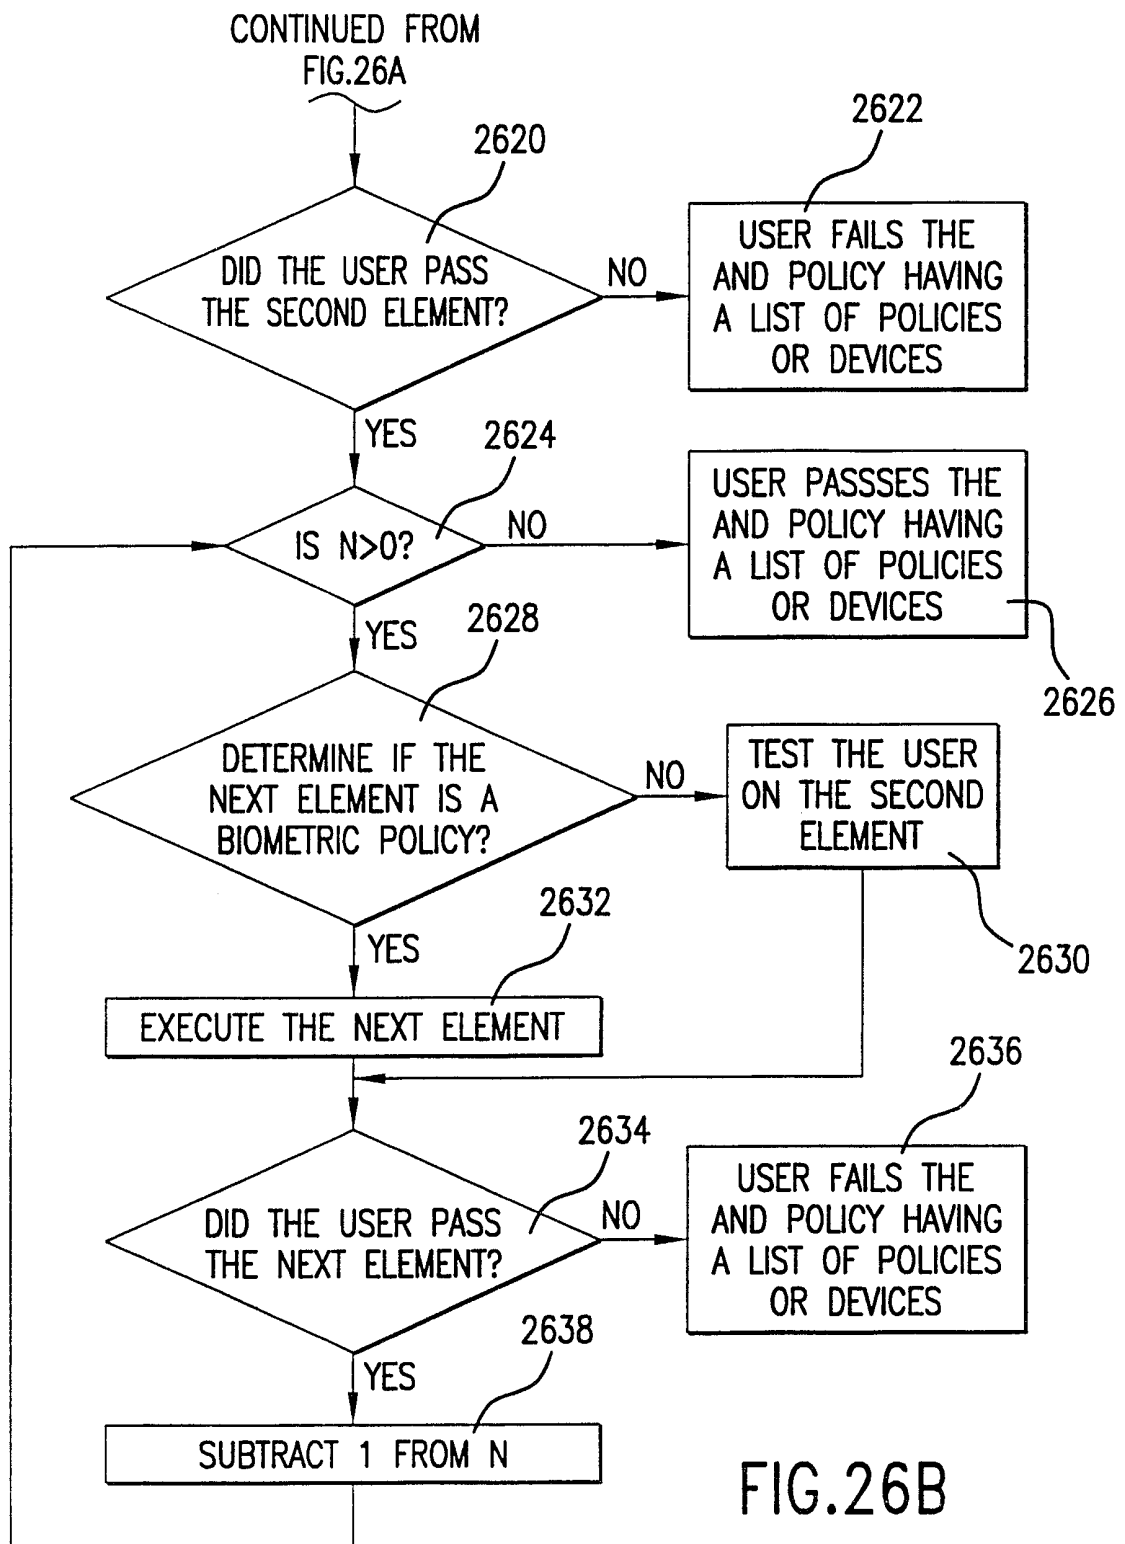 CONTINUED FROM
FIG.26A
2620
2622
DID THE USER PASS
THE SECOND ELEMENT?
NO
USER FAILS THE
AND POLICY HAVING
A LIST OF POLICIES
OR DEVICES
YES
2624
IS N>0?
NO
USER PASSSES THE
AND POLICY HAVING
A LIST OF POLICIES
OR DEVICES
2626
YES
2628
DETERMINE IF THE
NEXT ELEMENT IS A
BIOMETRIC POLICY?
NO
TEST THE USER
ON THE SECOND
ELEMENT
2630
YES
2632
EXECUTE THE NEXT ELEMENT
2634
2636
DID THE USER PASS
THE NEXT ELEMENT?
NO
USER FAILS THE
AND POLICY HAVING
A LIST OF POLICIES
OR DEVICES
YES
2638
SUBTRACT 1 FROM N
FIG.26B